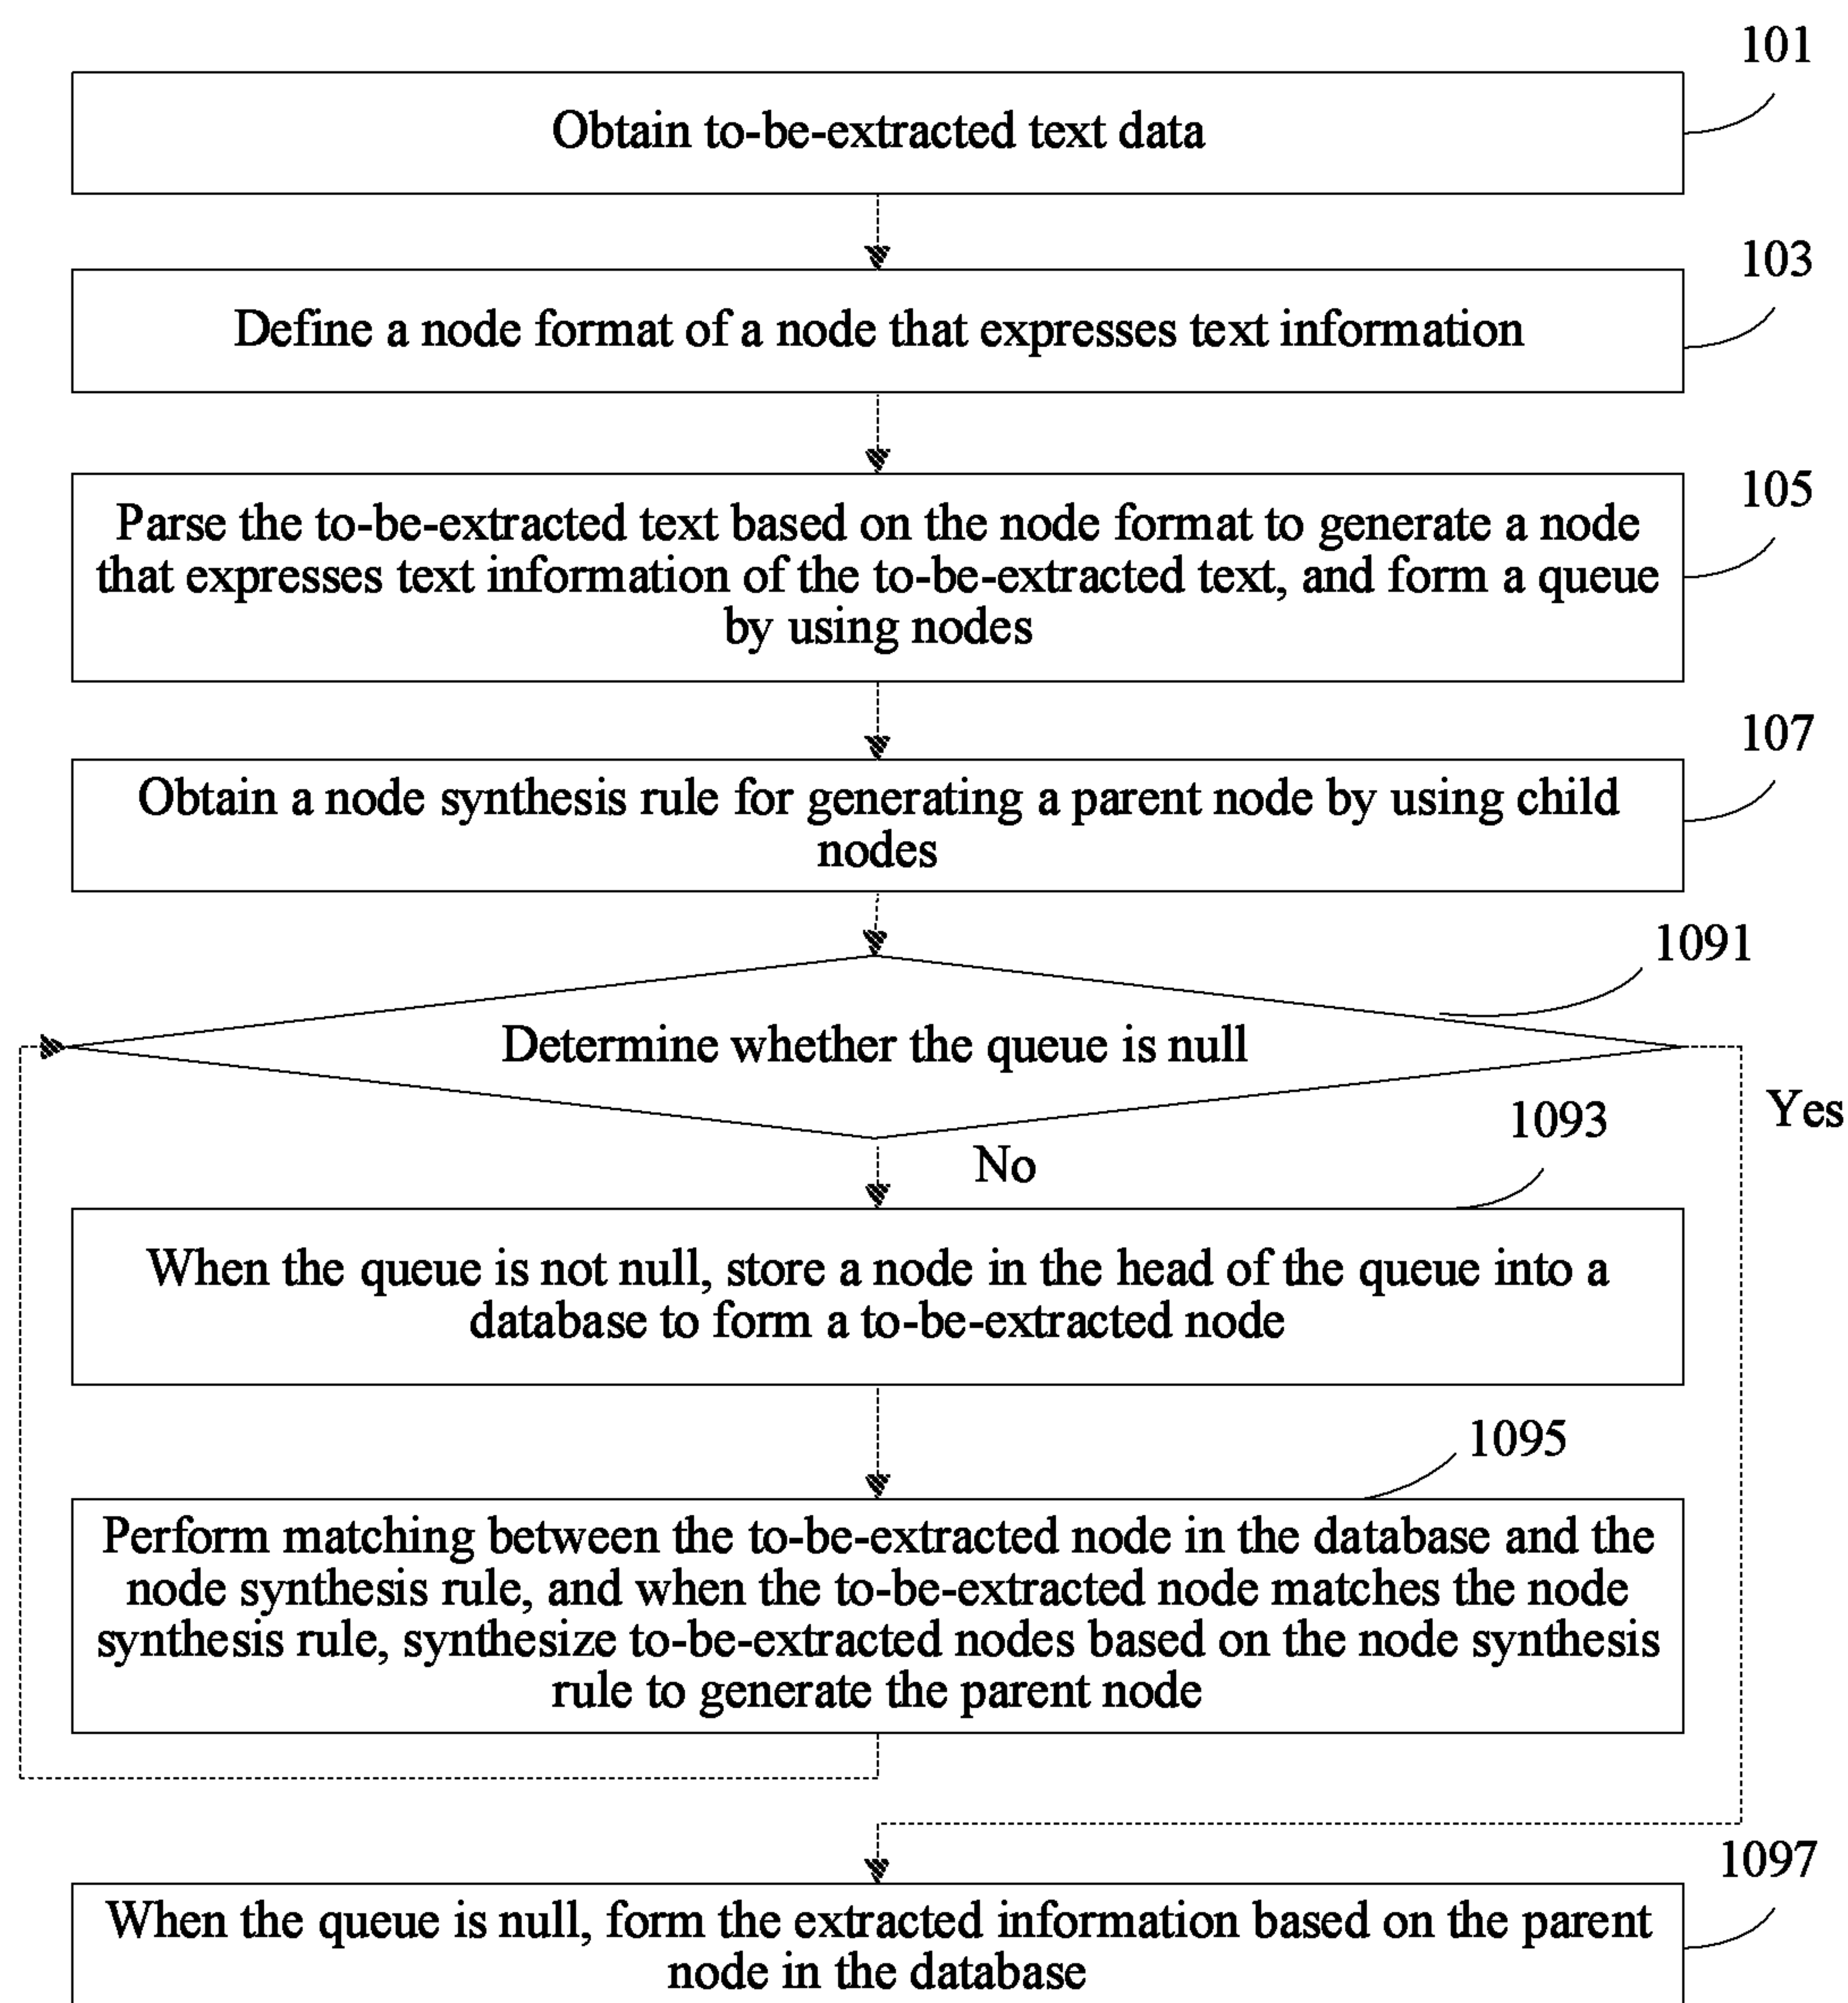 101
Obtain to-be-extracted text data
103
Define a node format of a node that expresses text information
105
Parse the to-be-extracted text based on the node format to generate a node
that expresses text information of the to-be-extracted text, and form a queue
by using nodes
107
Obtain a node synthesis rule for generating a parent node by using child
nodes
1091
Determine whether the queue is null
Yes
1093
No
When the queue is not null, store a node in the head of the queue into a
database to form a to-be-extracted node
1095
Perform matching between the to-be-extracted node in the database and the
node synthesis rule, and when the to-be-extracted node matches the node
synthesis rule, synthesize to-be-extracted nodes based on the node synthesis
rule to generate the parent node
1097
When the queue is null, form the extracted information based on the parent
node in the database